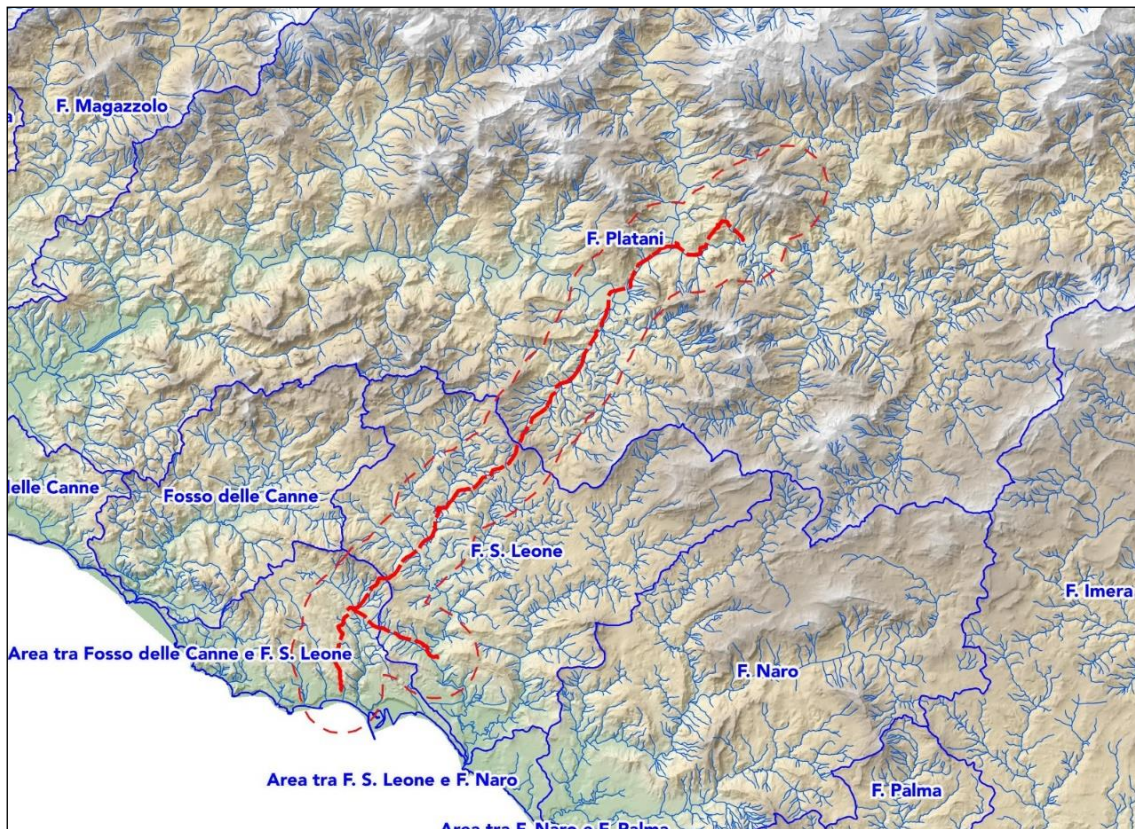 F. Magazzolo
a
F. Platani
elle Canne
Fosso delle Canne
F. S. Leone
F. Imera
Area tra Fosso delle Canne e F. S. Leone
F. Naro
Area tra F. S. Leone e F. Naro
F. Palma
Area tra F. Naro e F. Palma